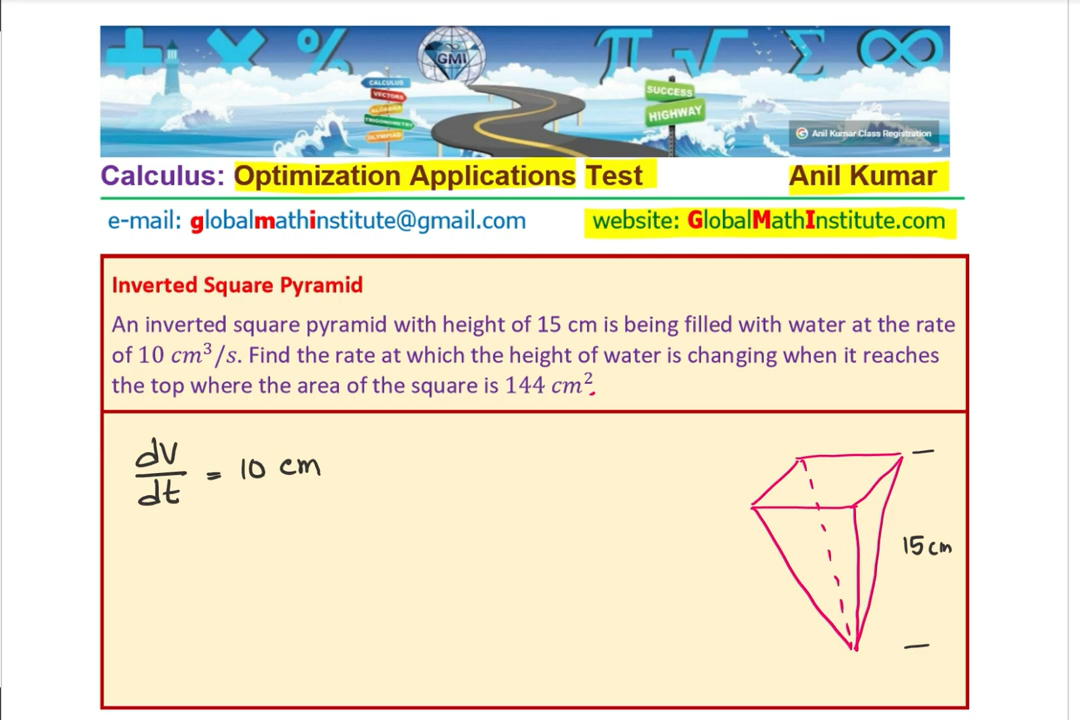 GMI
CALCULUS
VECTORS
ALGEBRA
TRIGONOMETRY
OLYMPIAD
SUCCESS
HIGHWAY
Anil Kumar Class Registration
Calculus: Optimization Applications Test Anil Kumar
e-mail: globalmathinstitute@gmail.com website: GlobalMathInstitute.com
Inverted Square Pyramid
An inverted square pyramid with height of 15 cm is being filled with water at the rate
of 10 cm³/s. Find the rate at which the height of water is changing when it reaches
the top where the area of the square is 144 cm².
dV/dt = 10 cm
15 cm